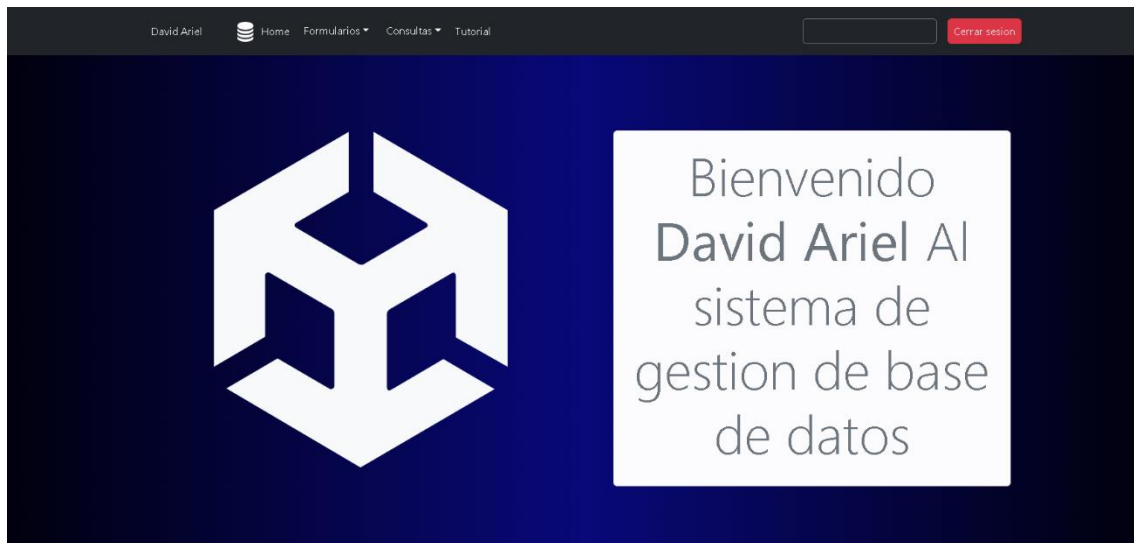 David Ariel Home Formularios Consultas Tutorial Cerrar sesion
Bienvenido
David Ariel Al
sistema de
gestion de base
de datos